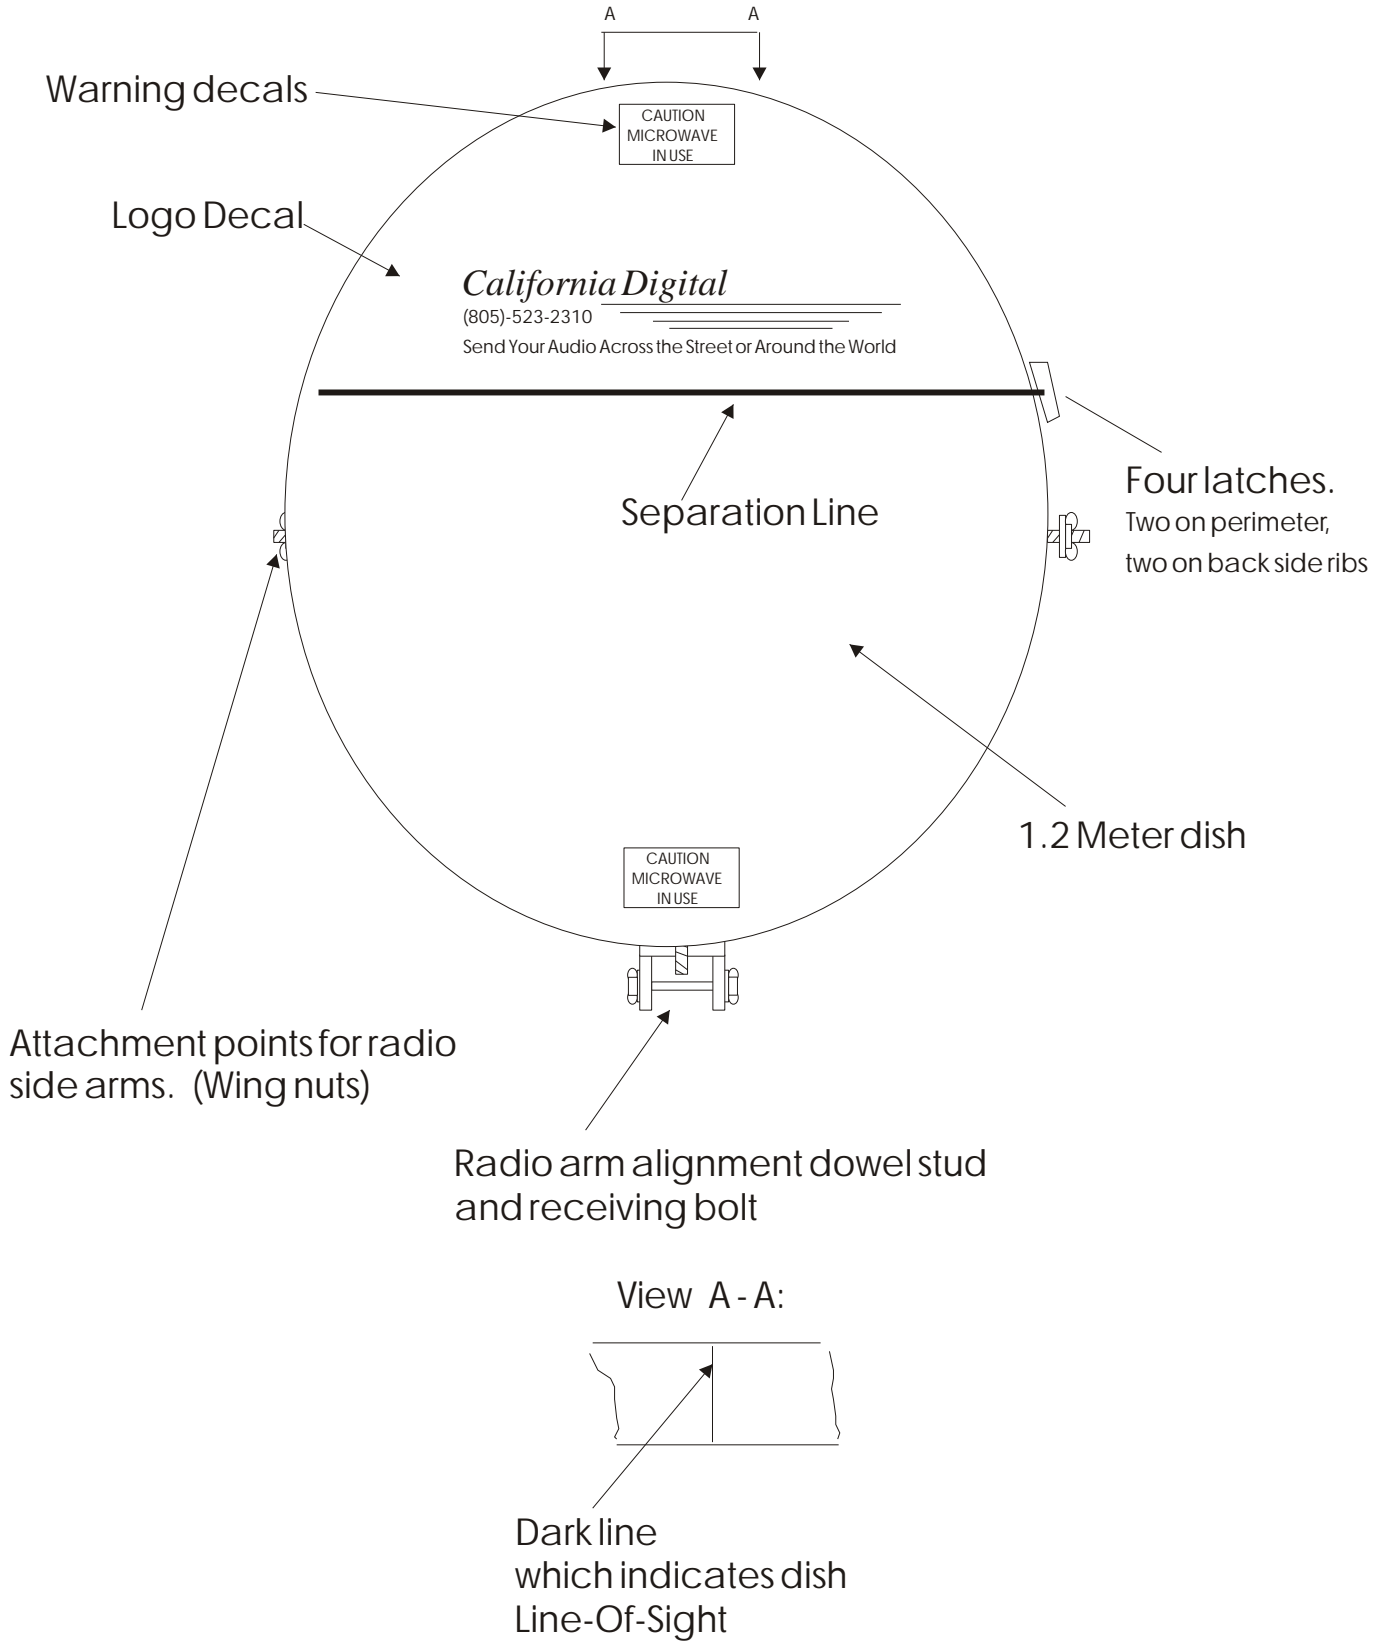 A A
Warning decals
CAUTION
MICROWAVE
IN USE
Logo Decal
California Digital
(805)-523-2310
Send Your Audio Across the Street or Around the World
Four latches.
Two on perimeter,
two on back side ribs
Separation Line
1.2 Meter dish
CAUTION
MICROWAVE
IN USE
Attachment points for radio
side arms. (Wing nuts)
Radio arm alignment dowel stud
and receiving bolt
View A - A:
Dark line
which indicates dish
Line-Of-Sight